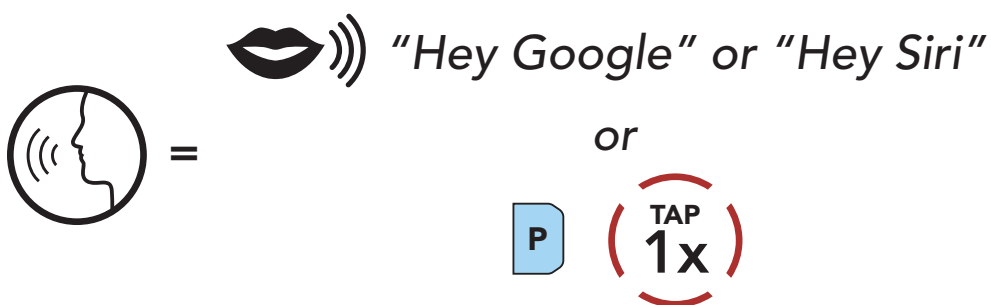 “Hey Google” or “Hey Siri”
=
or
P
TAP
1x